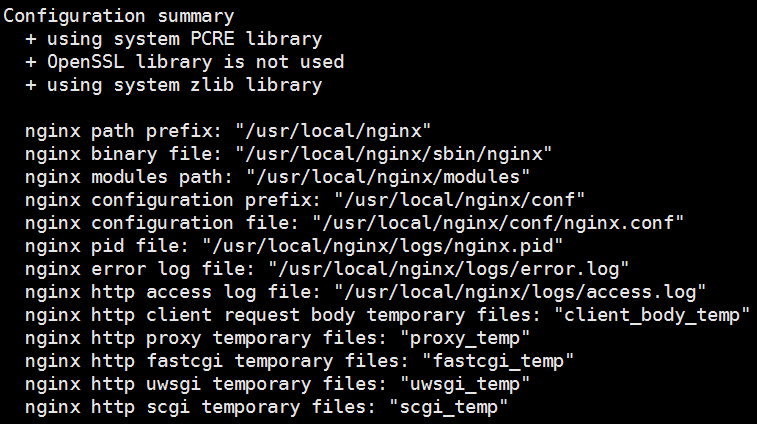 Configuration summary
+ using system PCRE library
+ OpenSSL library is not used
+ using system zlib library
nginx path prefix: "/usr/local/nginx"
nginx binary file: "/usr/local/nginx/sbin/nginx"
nginx modules path: "/usr/local/nginx/modules"
nginx configuration prefix: "/usr/local/nginx/conf"
nginx configuration file: "/usr/local/nginx/conf/nginx.conf"
nginx pid file: "/usr/local/nginx/logs/nginx.pid"
nginx error log file: "/usr/local/nginx/logs/error.log"
nginx http access log file: "/usr/local/nginx/logs/access.log"
nginx http client request body temporary files: "client_body_temp"
nginx http proxy temporary files: "proxy_temp"
nginx http fastcgi temporary files: "fastcgi_temp"
nginx http uwsgi temporary files: "uwsgi_temp"
nginx http scgi temporary files: "scgi_temp"